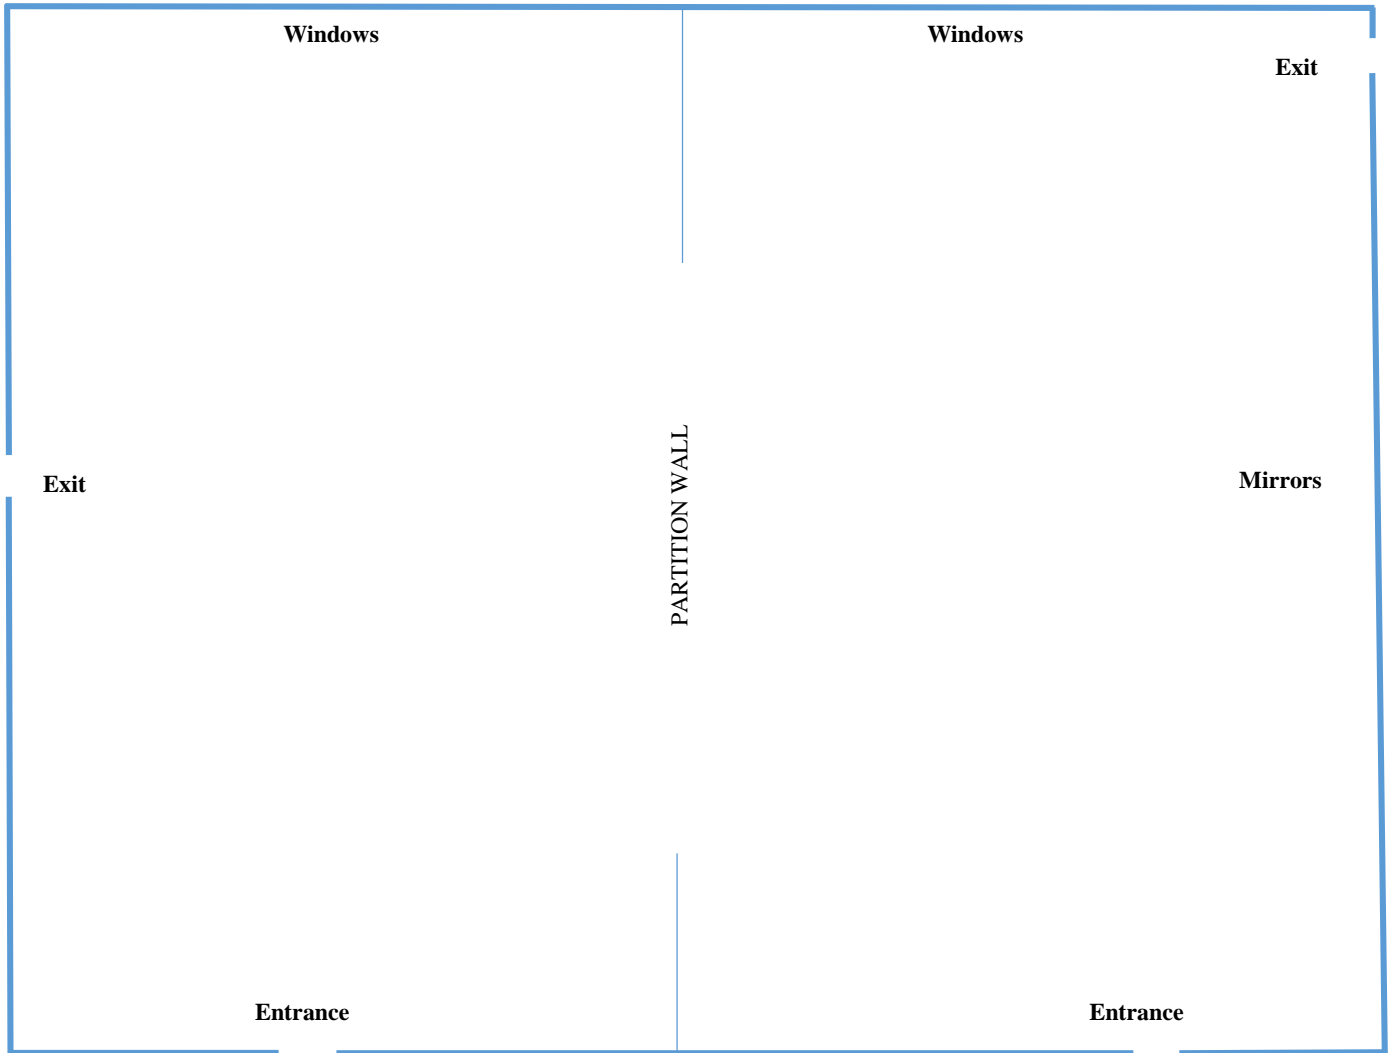 Windows
Windows
Exit
PARTITION WALL
Exit
Mirrors
Entrance
Entrance